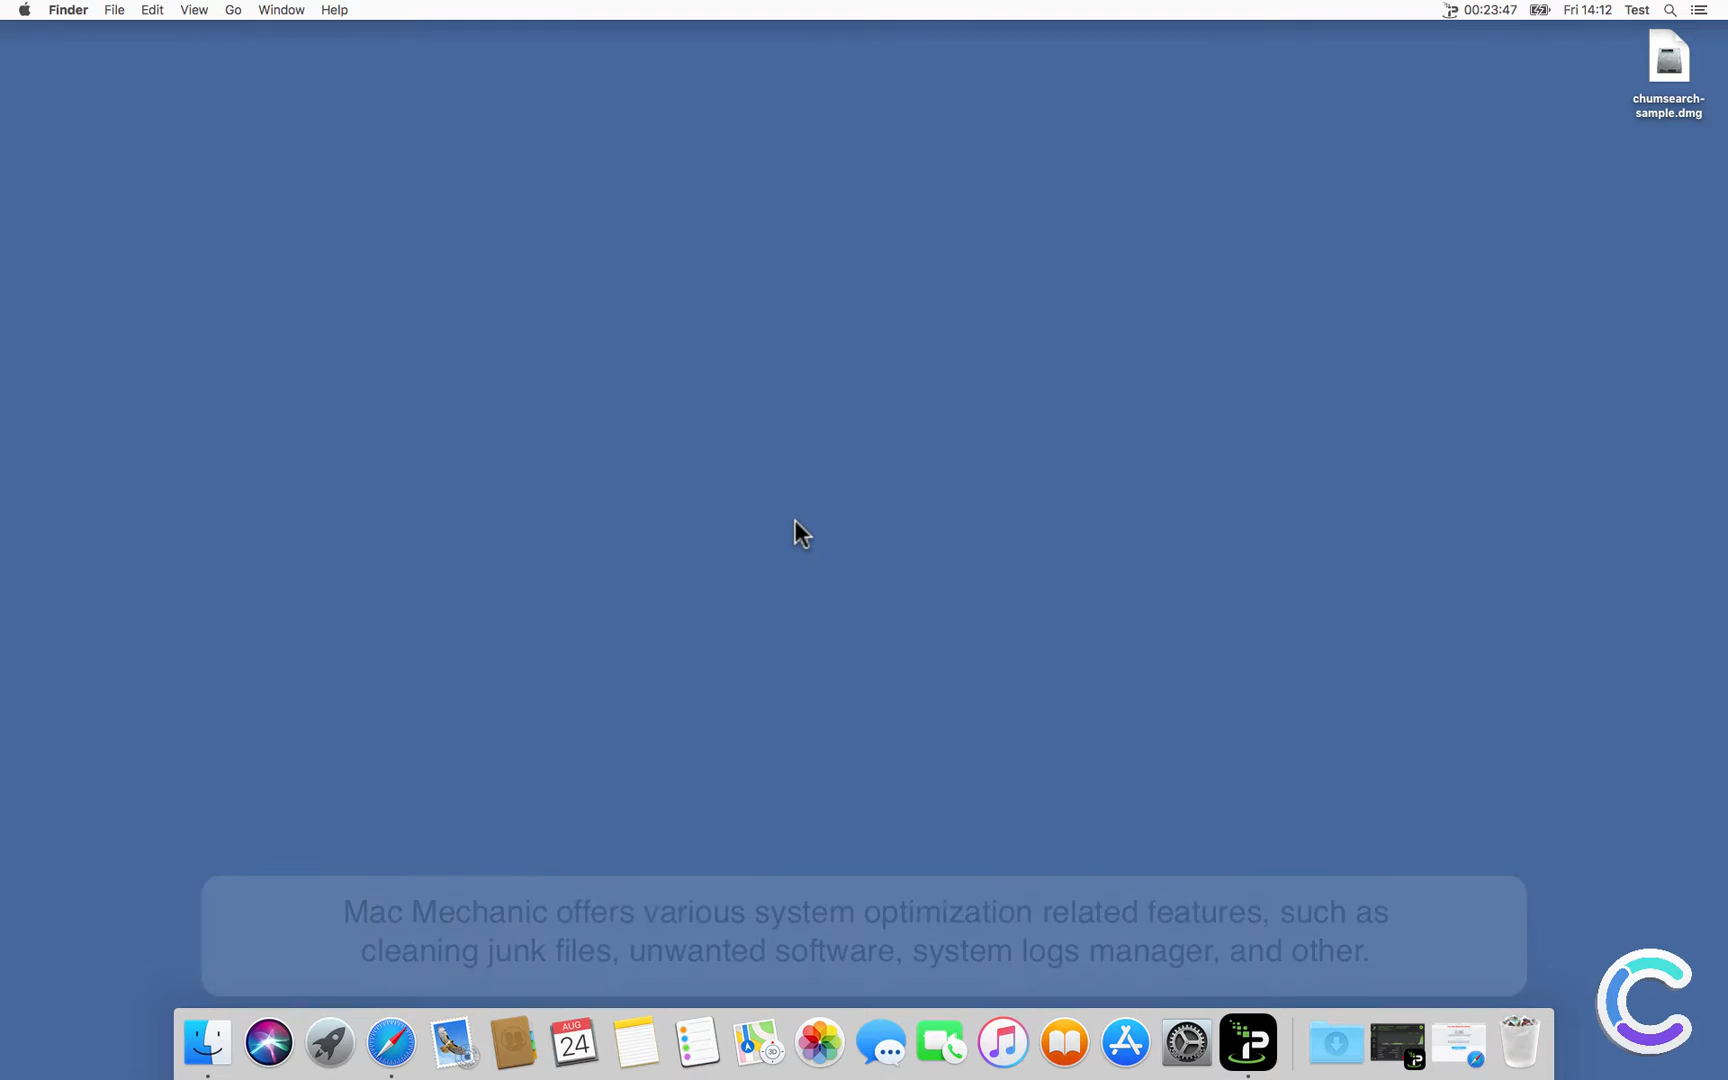 Finder File Edit View Go Window Help 00:23:47 Fri 14:12 Test
chumsearch-
sample.dmg
Mac Mechanic offers various system optimization related features, such as
cleaning junk files, unwanted software, system logs manager, and other.
AUG
24
3D